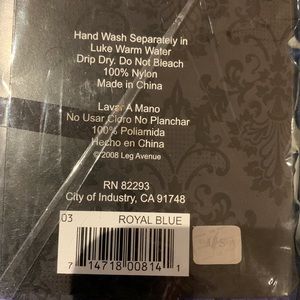 Hand Wash Separately in
Luke Warm Water
Drip Dry. Do Not Bleach
100% Nylon
Made in China
Lavar A Mano
No Usar Cloro No Planchar
100% Poliamida
Hecho en China
©2008 Leg Avenue
RN 82293
City of Industry, CA 91748
03 ROYAL BLUE
7 14718 00814 1